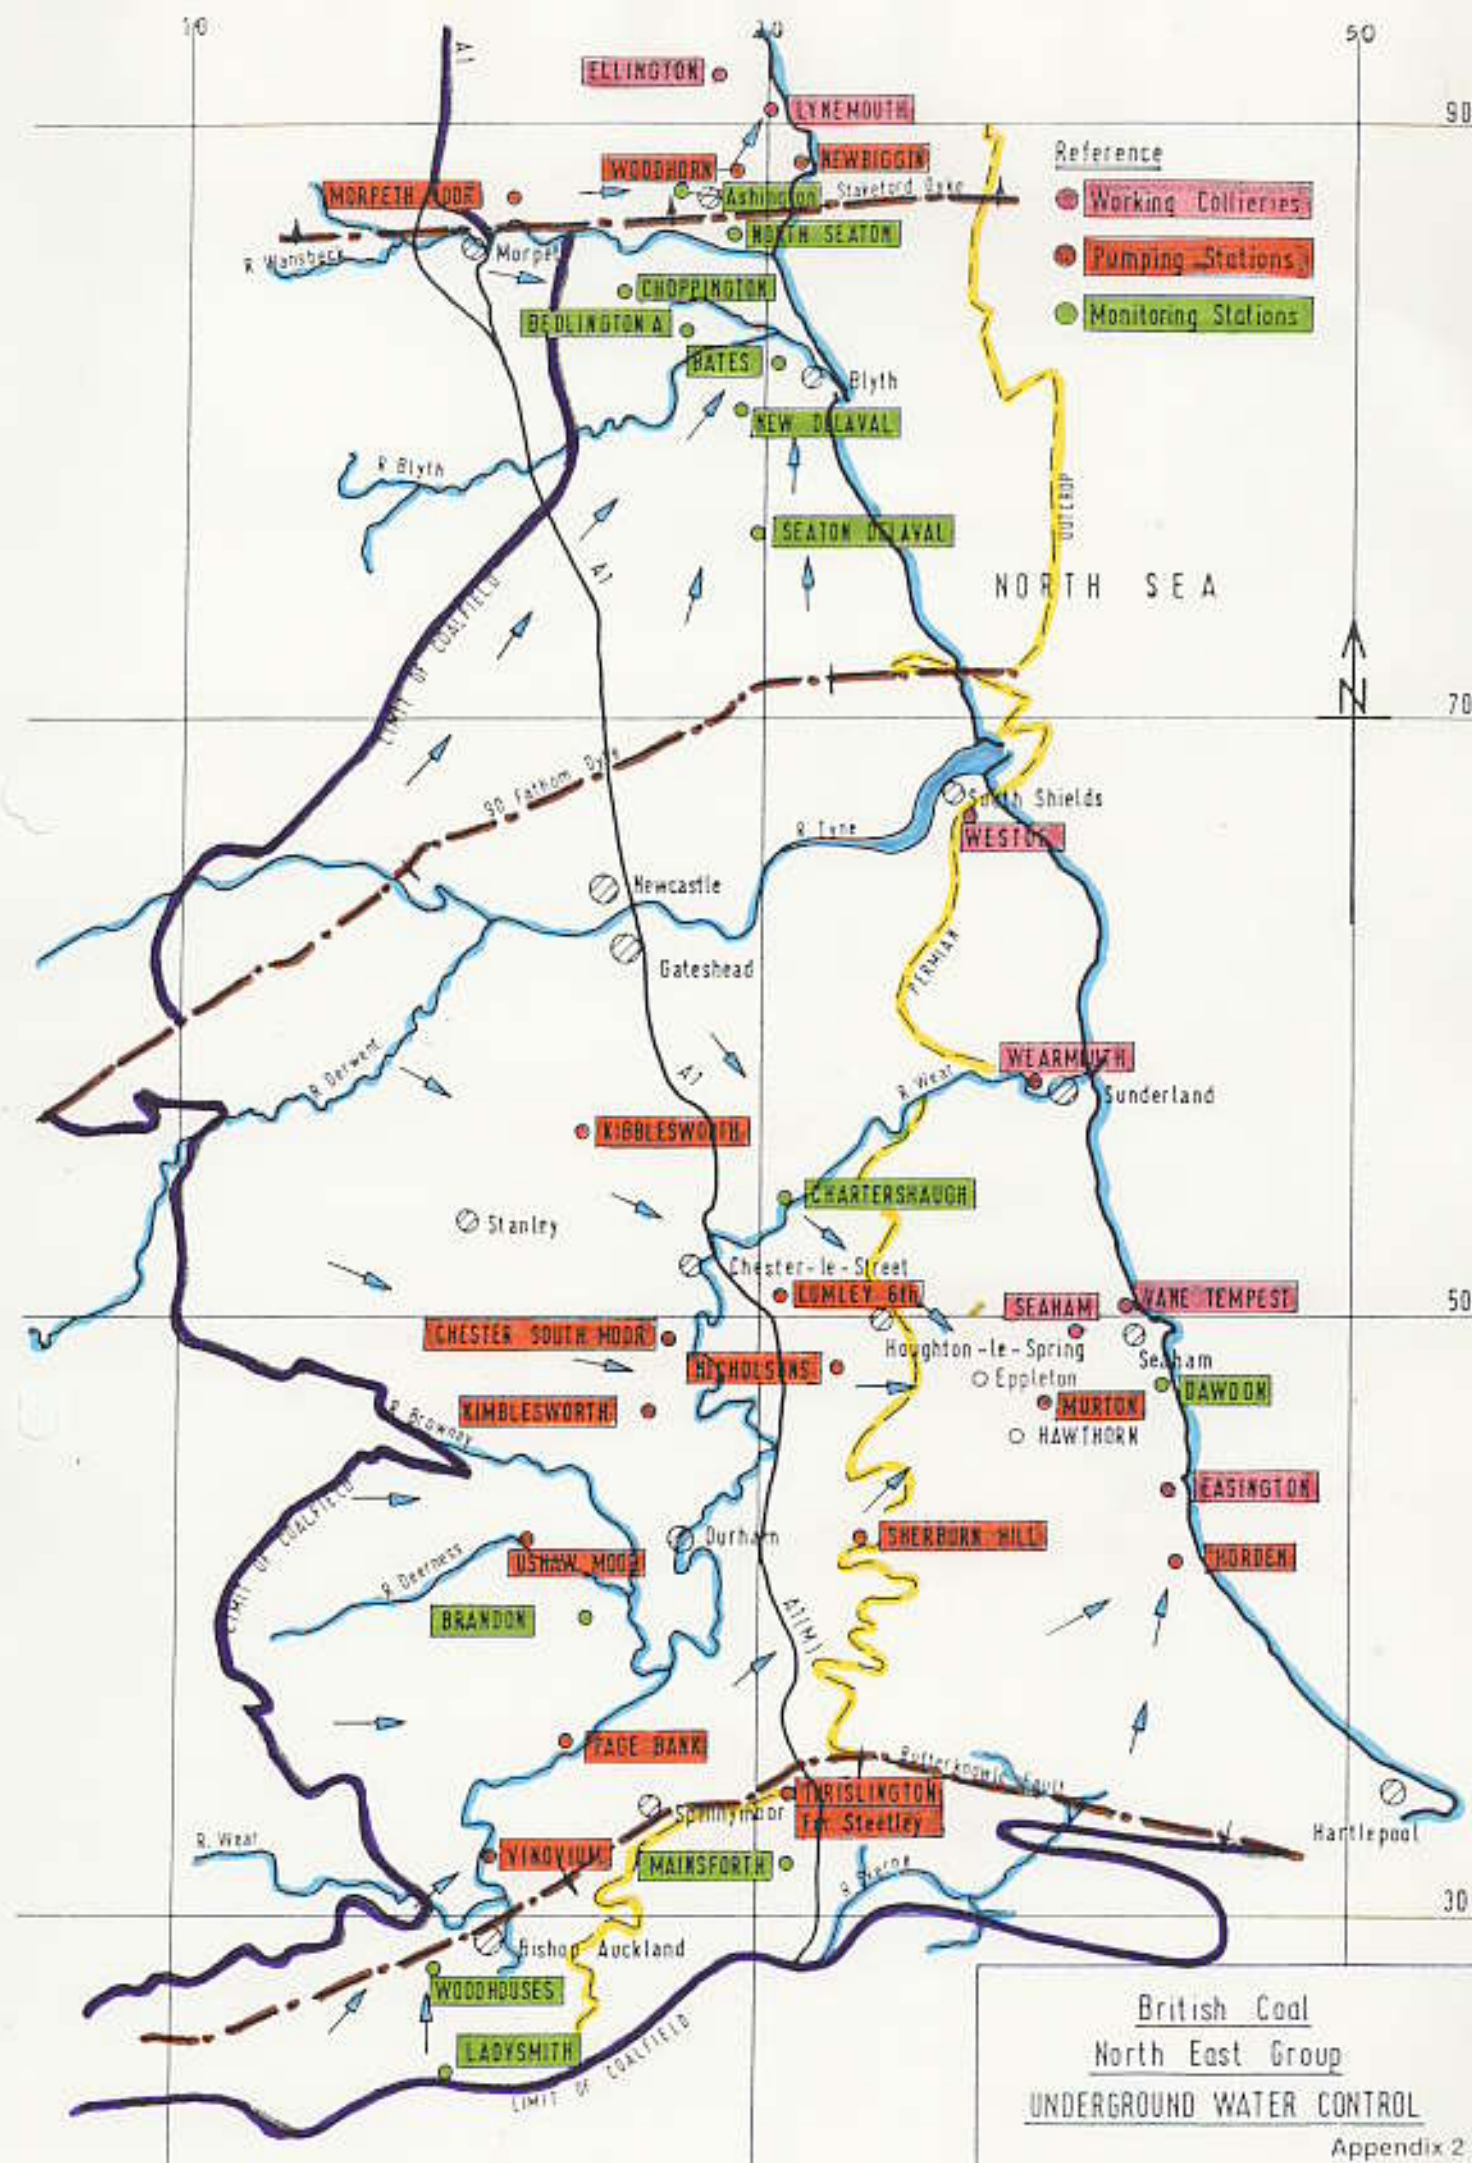 10
A1
30
50
ELLINGTON
LYNEMOUTH
90
Reference
WOODHORN
NEWBIGGIN
MORPETH MOOR
Ashington
Stakeford Dyke
Working Collieries
NORTH SEATON
R Wansbeck
Morpeth
Pumping Stations
CHOPPINGTON
BEDLINGTON A
Monitoring Stations
BATES
Blyth
NEW DELAVAL
R Blyth
OUTCROP
SEATON DELAVAL
A1
NORTH SEA
LIMIT OF COALFIELD
N
70
90 Fathom Dyke
South Shields
R Tyne
WESTOE
Newcastle
PERMIAN
Gateshead
R Derwent
A1
WEARMOUTH
R Wear
Sunderland
KIBBLESWORTH
CHARTERSHAUGH
Stanley
Chester-le-Street
LUMLEY 6th
SEAHAM
VANE TEMPEST
50
CHESTER SOUTH MOOR
Houghton-le-Spring
Seaham
NICHOLSONS
Eppleton
DAWDON
KIMBLESWORTH
MURTON
R Browney
HAWTHORN
LIMIT OF COALFIELD
EASINGTON
Durham
SHERBURN HILL
USHAW MOOR
HORDEN
R Deerness
BRANDON
A1(M)
PAGE BANK
Butterknowle Fault
THRISLINGTON
For Steetley
Spennymoor
R. Wear
Hartlepool
VINOVIUM
MAINSFORTH
R Skerne
30
Bishop Auckland
WOODHOUSES
LADYSMITH
LIMIT OF COALFIELD
British Coal
North East Group
UNDERGROUND WATER CONTROL
Appendix 2